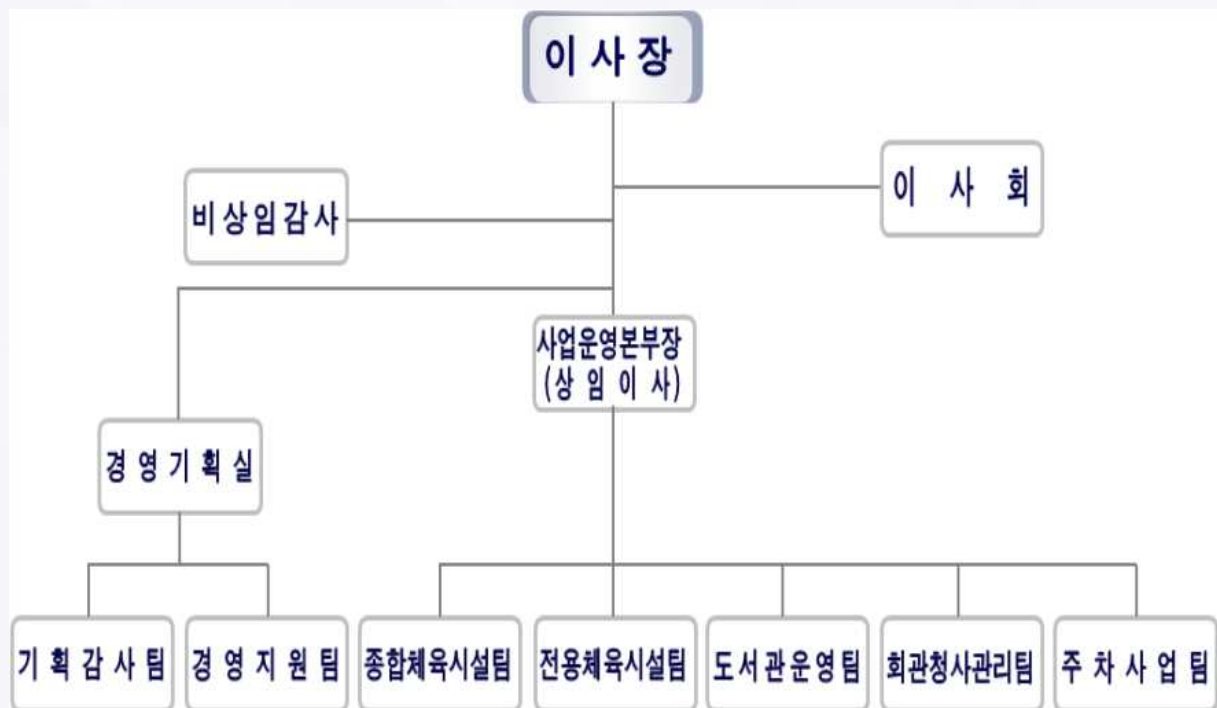 이사장
이사회
비상임감사
사업운영본부장
(상임이사)
경영기획실
기획감사팀
경영지원팀
종합체육시설팀
전용체육시설팀
도서관운영팀
회관청사관리팀
주차사업팀